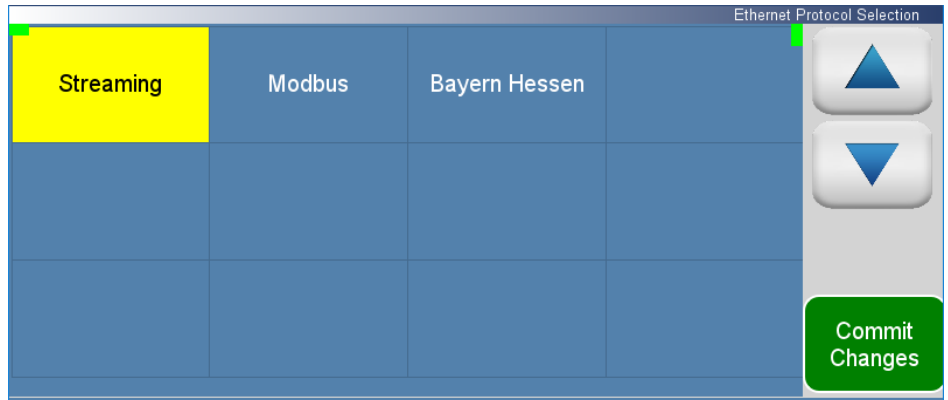 Ethernet Protocol Selection
Streaming
Modbus
Bayern Hessen
Commit
Changes